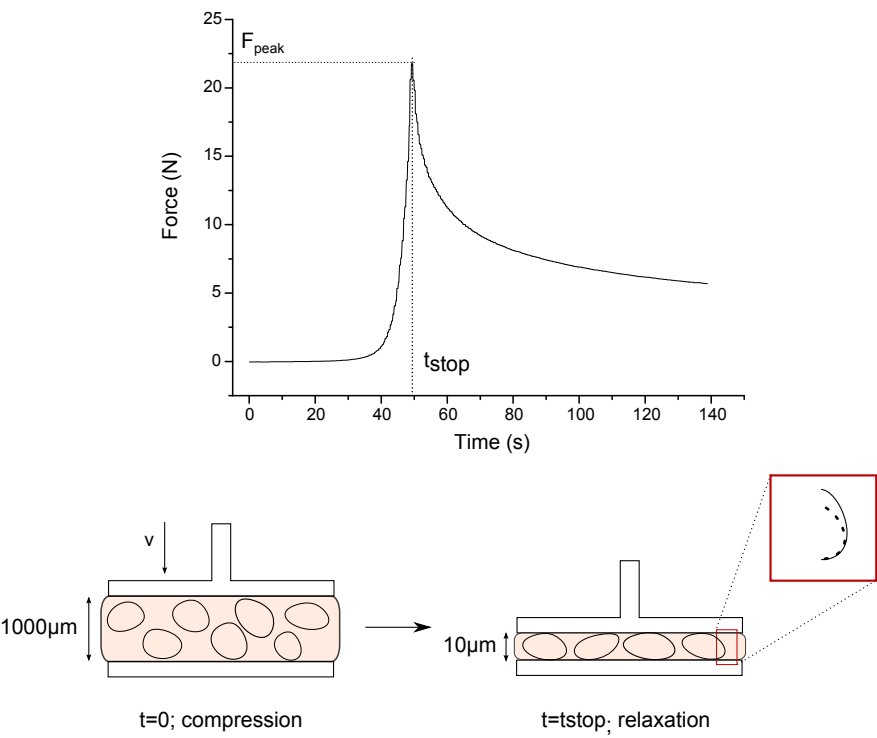 25
F_peak
20
15
Force (N)
10
5
0
tstop
0 20 40 60 80 100 120 140
Time (s)
v
1000µm
10µm
t=0; compression
t=tstop; relaxation